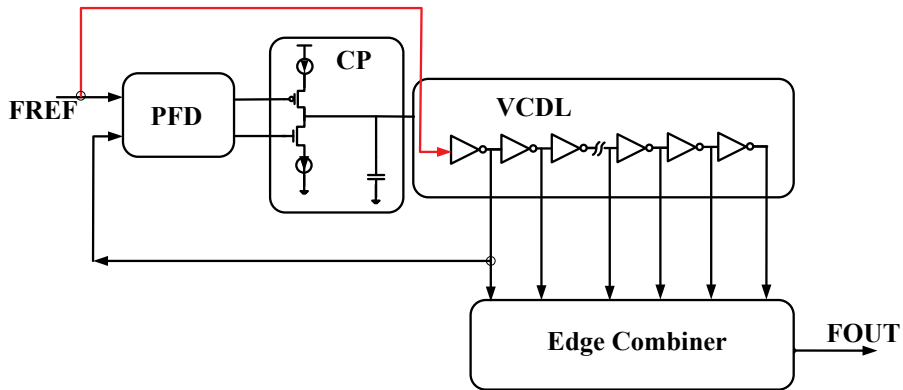 CP
FREF
PFD
VCDL
Edge Combiner
FOUT